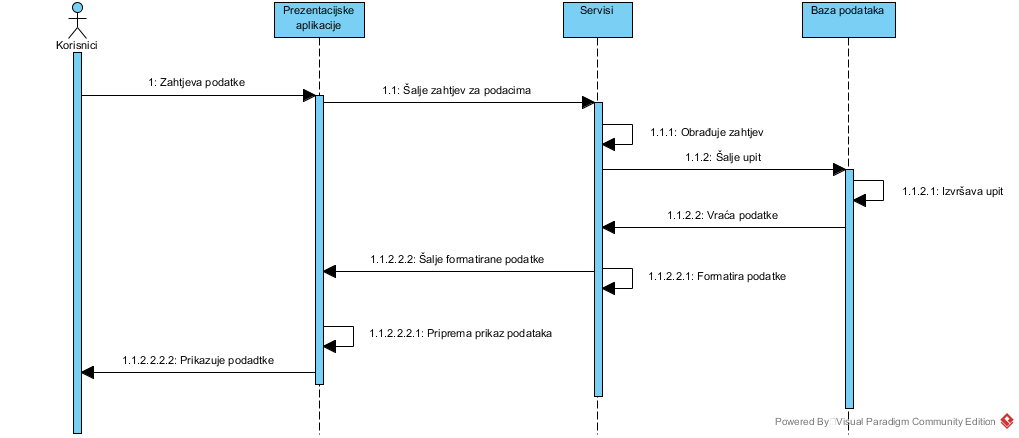 Prezentacijske
aplikacije
Servisi
Baza podataka
Korisnici
1: Zahtjeva podatke
1.1: Šalje zahtjev za podacima
1.1.1: Obrađuje zahtjev
1.1.2: Šalje upit
1.1.2.1: Izvršava upit
1.1.2.2: Vraća podatke
1.1.2.2.2: Šalje formatirane podatke
1.1.2.2.1: Formatira podatke
1.1.2.2.2.1: Priprema prikaz podataka
1.1.2.2.2.2: Prikazuje podadtke
Powered By Visual Paradigm Community Edition